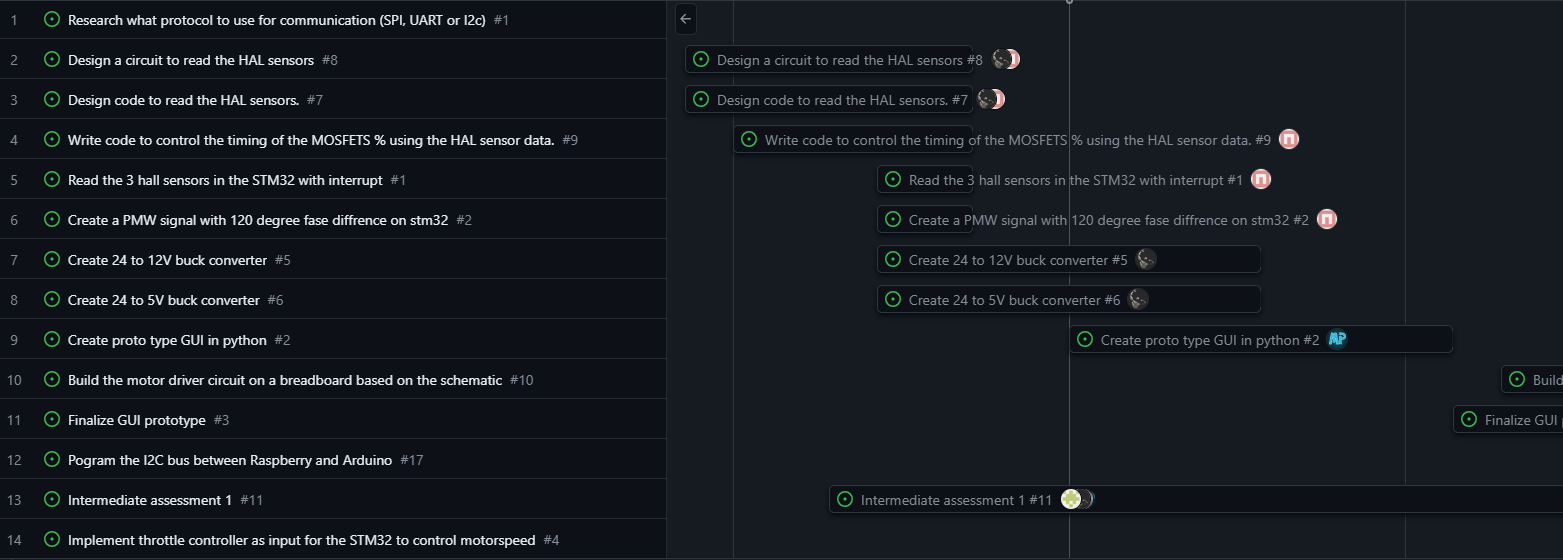 1 Research what protocol to use for communication (SPI, UART or I2c) #1
2 Design a circuit to read the HAL sensors #8 Design a circuit to read the HAL sensors #8
3 Design code to read the HAL sensors. #7 Design code to read the HAL sensors. #7
4 Write code to control the timing of the MOSFETS % using the HAL sensor data. #9 Write code to control the timing of the MOSFETS % using the HAL sensor data. #9
5 Read the 3 hall sensors in the STM32 with interrupt #1 Read the 3 hall sensors in the STM32 with interrupt #1
6 Create a PMW signal with 120 degree fase diffrence on stm32 #2 Create a PMW signal with 120 degree fase diffrence on stm32 #2
7 Create 24 to 12V buck converter #5 Create 24 to 12V buck converter #5
8 Create 24 to 5V buck converter #6 Create 24 to 5V buck converter #6
9 Create proto type GUI in python #2 Create proto type GUI in python #2 MP
10 Build the motor driver circuit on a breadboard based on the schematic #10 Build
11 Finalize GUI prototype #3 Finalize GUI
12 Pogram the I2C bus between Raspberry and Arduino #17
13 Intermediate assessment 1 #11 Intermediate assessment 1 #11
14 Implement throttle controller as input for the STM32 to control motorspeed #4